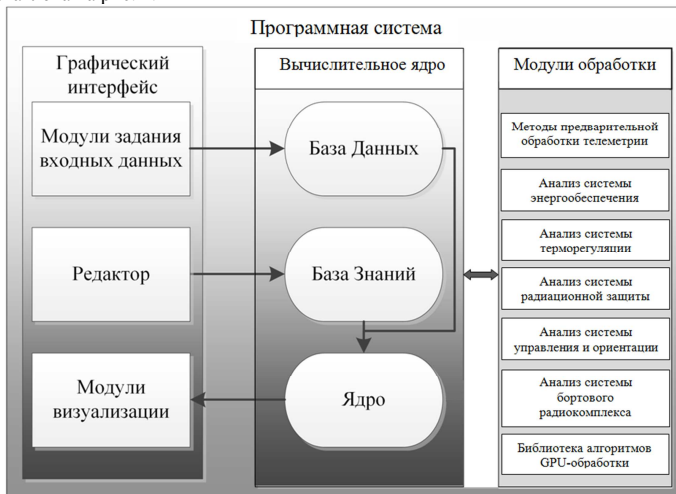 Программная система
Графический
интерфейс
Модули задания
входных данных
Редактор
Модули
визуализации
Вычислительное ядро
База Данных
База Знаний
Ядро
Модули обработки
Методы предварительной
обработки телеметрии
Анализ системы
энергообеспечения
Анализ системы
терморегуляции
Анализ системы
радиационной защиты
Анализ системы
управления и ориентации
Анализ системы
бортового
радиокомплекса
Библиотека алгоритмов
GPU-обработки